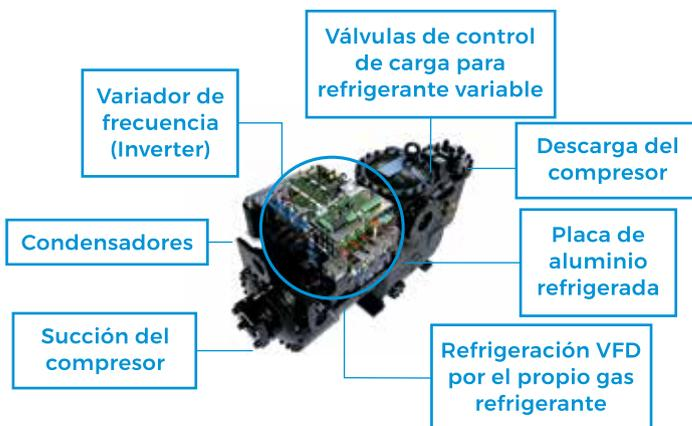 Válvulas de control
de carga para
refrigerante variable
Variador de
frecuencia
(Inverter)
Descarga del
compresor
Condensadores
Placa de
aluminio
refrigerada
Succión del
compresor
Refrigeración VFD
por el propio gas
refrigerante